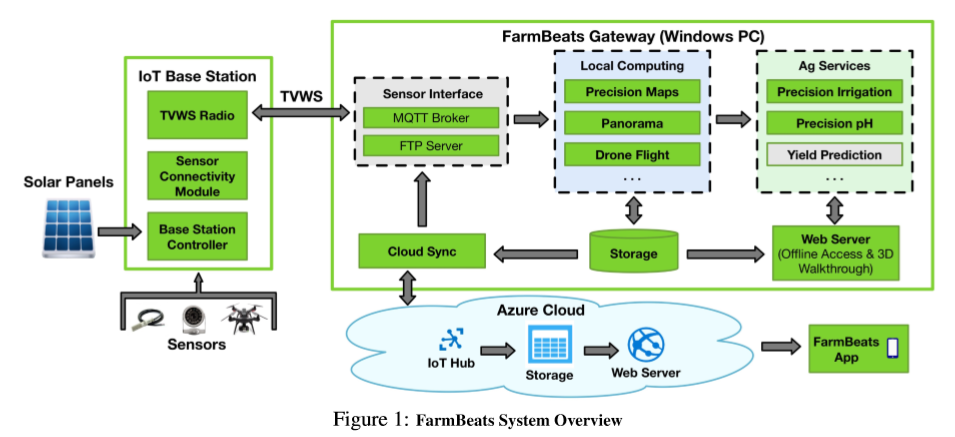 FarmBeats Gateway (Windows PC)
IoT Base Station
TVWS Radio
Sensor
Connectivity
Module
Base Station
Controller
Solar Panels
Sensors
TVWS
Sensor Interface
MQTT Broker
FTP Server
Local Computing
Precision Maps
Panorama
Drone Flight
...
Ag Services
Precision Irrigation
Precision pH
Yield Prediction
...
Cloud Sync
Storage
Web Server
(Offline Access & 3D
Walkthrough)
Azure Cloud
IoT Hub
Storage
Web Server
FarmBeats
App
Figure 1: FarmBeats System Overview